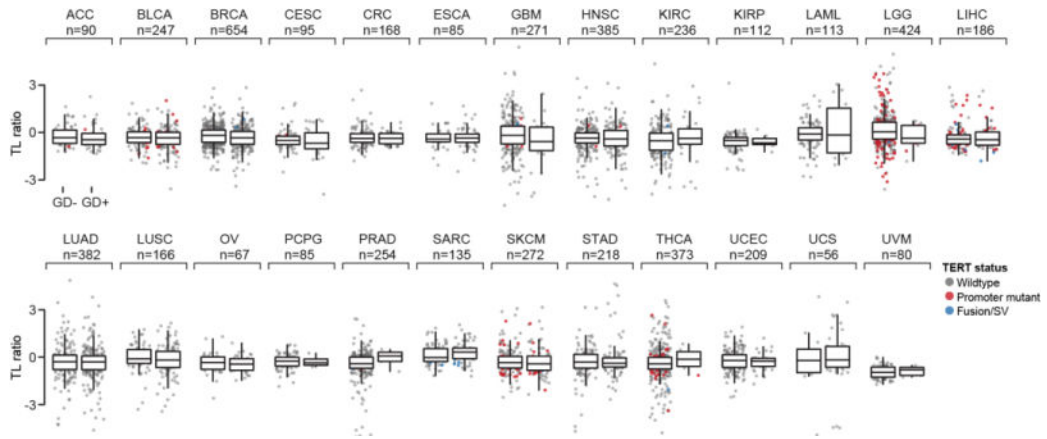 ACC BLCA BRCA CESC CRC ESCA GBM HNSC KIRC KIRP LAML LGG LIHC
n=90 n=247 n=654 n=95 n=168 n=85 n=271 n=385 n=236 n=112 n=113 n=424 n=186
TL ratio
3
0
-3
GD- GD+
LUAD LUSC OV PCPG PRAD SARC SKCM STAD THCA UCEC UCS UVM
n=382 n=166 n=67 n=85 n=254 n=135 n=272 n=218 n=373 n=209 n=56 n=80
TERT status
Wildtype
Promoter mutant
Fusion/SV
TL ratio
3
0
-3